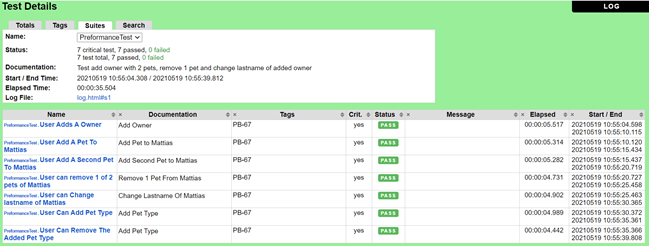 Test Details
LOG
Totals Tags Suites Search
Name: PreformanceTest
Status: 7 critical test, 7 passed, 0 failed
7 test total, 7 passed, 0 failed
Documentation: Test add owner with 2 pets, remove 1 pet and change lastname of added owner
Start / End Time: 20210519 10:55:04.308 / 20210519 10:55:39.812
Elapsed Time: 00:00:35.504
Log File: log.html#s1
Name × Documentation × Tags × Crit. × Status × Message × Elapsed × Start / End
PreformanceTest. User Adds A Owner Add Owner PB-67 yes PASS 00:00:05.517 20210519 10:55:04.598
20210519 10:55:10.115
PreformanceTest. User Add A Pet To Mattias Add Pet to Mattias PB-67 yes PASS 00:00:05.314 20210519 10:55:10.120
20210519 10:55:15.434
PreformanceTest. User Add A Second Pet To Mattias Add Second Pet to Mattias PB-67 yes PASS 00:00:05.282 20210519 10:55:15.437
20210519 10:55:20.719
PreformanceTest. User can remove 1 of 2 pets of Mattias Remove 1 Pet From Mattias PB-67 yes PASS 00:00:04.731 20210519 10:55:20.727
20210519 10:55:25.458
PreformanceTest. User can Change lastname of Mattias Change Lastname Of Mattias PB-67 yes PASS 00:00:04.902 20210519 10:55:25.463
20210519 10:55:30.365
PreformanceTest. User Can Add Pet Type Add Pet Type PB-67 yes PASS 00:00:04.989 20210519 10:55:30.372
20210519 10:55:35.361
PreformanceTest. User Can Remove The Added Pet Type Add Pet Type PB-67 yes PASS 00:00:04.442 20210519 10:55:35.366
20210519 10:55:39.808